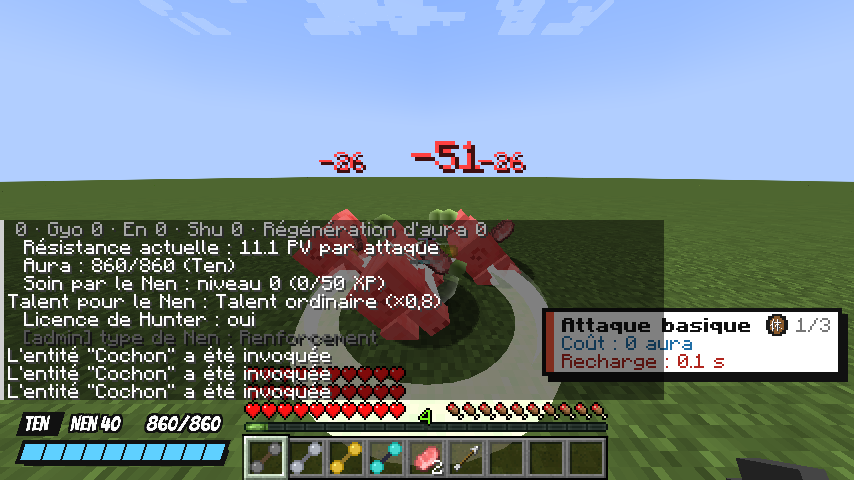 -36
-51
-36
0 · Gyo 0 · En 0 · Shu 0 · Régénération d'aura 0
Résistance actuelle : 11.1 PV par attaque
Aura : 860/860 (Ten)
Soin par le Nen : niveau 0 (0/50 XP)
Talent pour le Nen : Talent ordinaire (×0,8)
Licence de Hunter : oui
[admin] type de Nen : Renforcement
L'entité "Cochon" a été invoquée
L'entité "Cochon" a été invoquée
L'entité "Cochon" a été invoquée
Attaque basique 1/3
Coût : 0 aura
Recharge : 0.1 s
TEN NEN 40 860/860
4
2